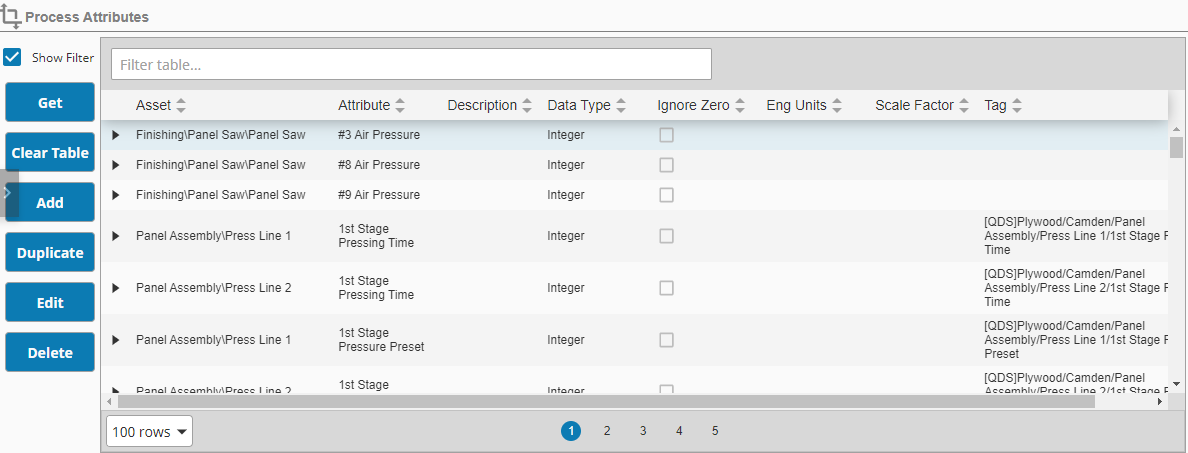 Process Attributes
Show Filter
Filter table...
Get
Clear Table
Add
Duplicate
Edit
Delete
Asset Attribute Description Data Type Ignore Zero Eng Units Scale Factor Tag
Finishing\Panel Saw\Panel Saw #3 Air Pressure Integer
Finishing\Panel Saw\Panel Saw #8 Air Pressure Integer
Finishing\Panel Saw\Panel Saw #9 Air Pressure Integer
Panel Assembly\Press Line 1 1st Stage Pressing Time Integer [QDS]Plywood/Camden/Panel
Assembly/Press Line 1/1st Stage P
Time
Panel Assembly\Press Line 2 1st Stage Pressing Time Integer [QDS]Plywood/Camden/Panel
Assembly/Press Line 2/1st Stage P
Time
Panel Assembly\Press Line 1 1st Stage Pressure Preset Integer [QDS]Plywood/Camden/Panel
Assembly/Press Line 1/1st Stage P
Preset
Panel Assembly\Press Line 2 1st Stage Integer [QDS]Plywood/Camden/Panel
Assembly/Press Line 2/1st Stage P
100 rows 1 2 3 4 5